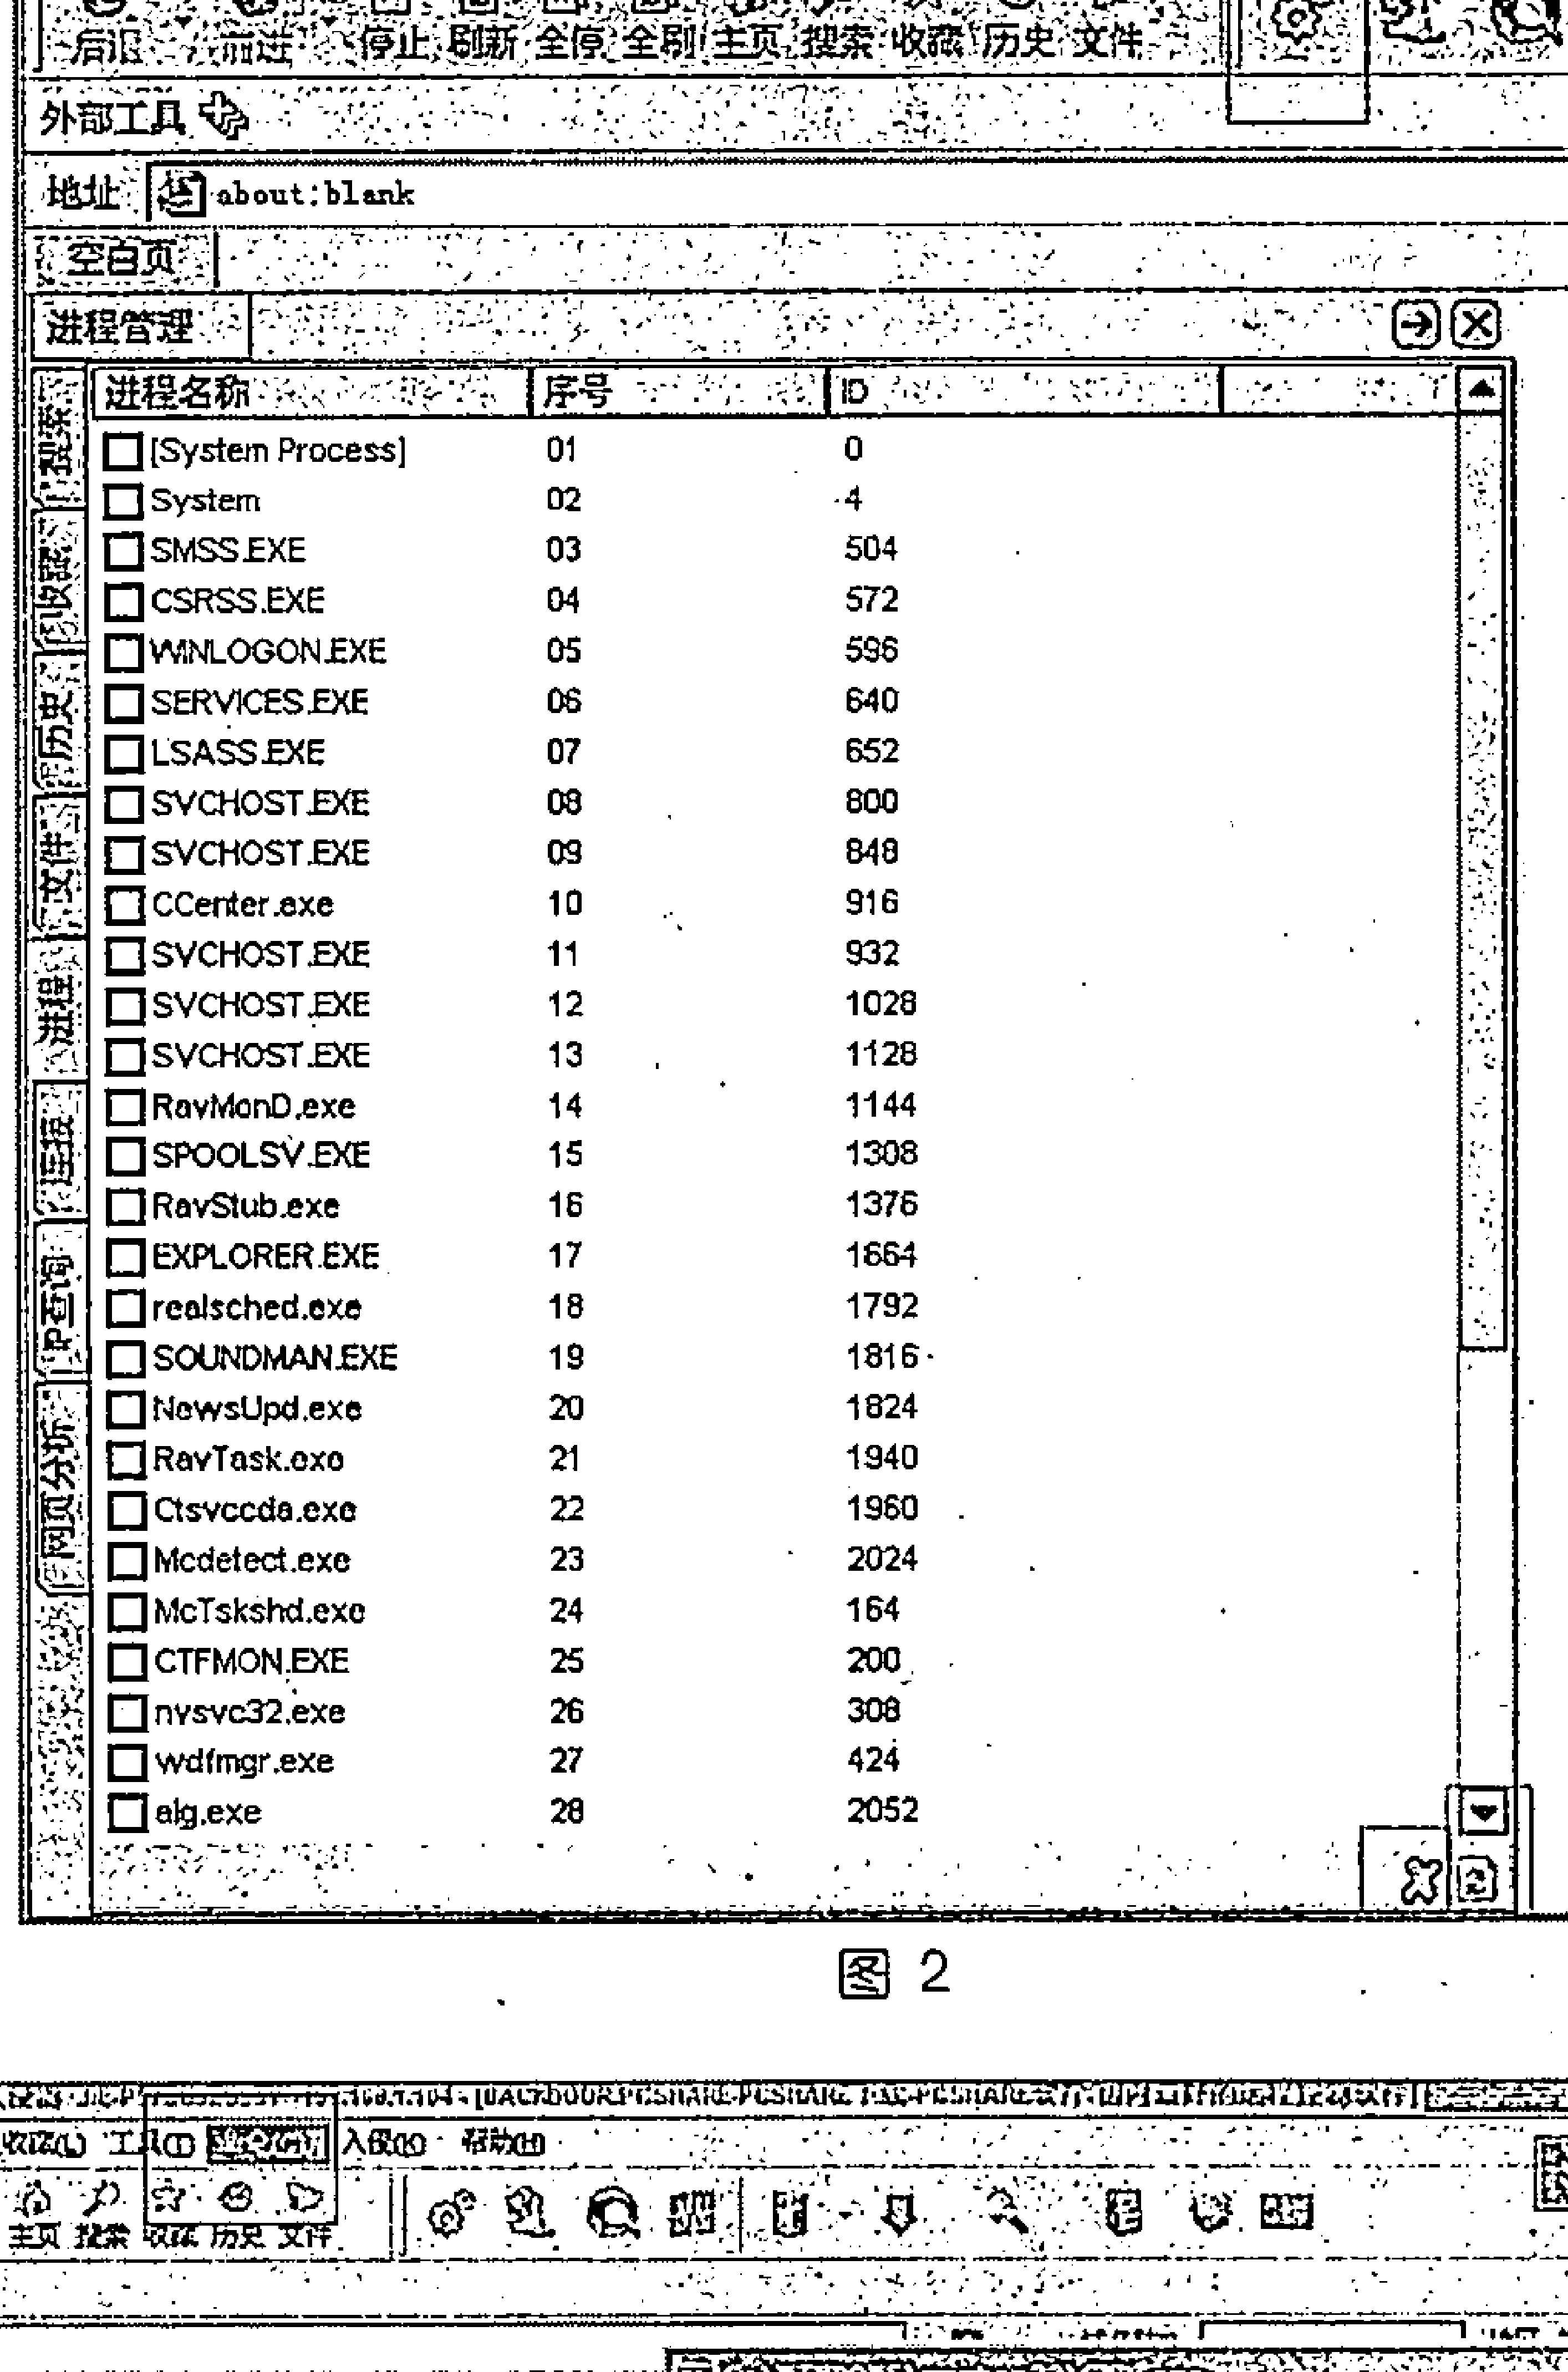 后退 前进 停止 刷新 全停 全刷 主页 搜索 收藏 历史 文件
外部工具
地址 about:blank
空白页
进程管理
进程名称 序号 ID
[System Process] 01 0
System 02 4
SMSS.EXE 03 504
CSRSS.EXE 04 572
WINLOGON.EXE 05 596
SERVICES.EXE 06 640
LSASS.EXE 07 652
SVCHOST.EXE 08 800
SVCHOST.EXE 09 848
CCenter.exe 10 916
SVCHOST.EXE 11 932
SVCHOST.EXE 12 1028
SVCHOST.EXE 13 1128
RavMonD.exe 14 1144
SPOOLSV.EXE 15 1308
RavStub.exe 16 1376
EXPLORER.EXE 17 1664
realsched.exe 18 1792
SOUNDMAN.EXE 19 1816
NewsUpd.exe 20 1824
RavTask.exe 21 1940
Ctsvccda.exe 22 1960
Mcdetect.exe 23 2024
McTskshd.exe 24 164
CTFMON.EXE 25 200
nvsvc32.exe 26 308
wdfmgr.exe 27 424
alg.exe 28 2052
搜索
收藏
历史
文件
进程
连接
IP查询
网页分析
图 2
工具(T) 帮助(H)
主页 搜索 收藏 历史 文件